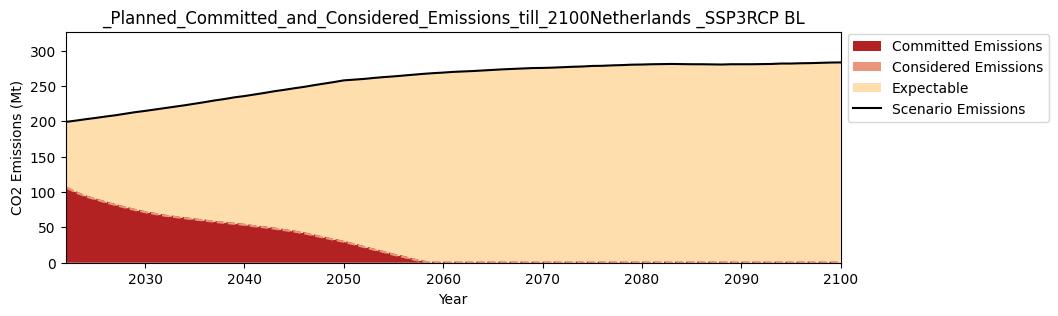 _Planned_Committed_and_Considered_Emissions_till_2100Netherlands _SSP3RCP BL
CO2 Emissions (Mt)
300
250
200
150
100
50
0
2030 2040 2050 2060 2070 2080 2090 2100
Year
Committed Emissions
Considered Emissions
Expectable
Scenario Emissions